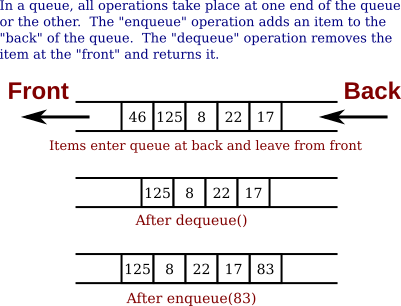 In a queue, all operations take place at one end of the queue
or the other.  The "enqueue" operation adds an item to the
"back" of the queue.  The "dequeue" operation removes the
item at the "front" and returns it.
Front Back
46 125 8 22 17
Items enter queue at back and leave from front
125 8 22 17
After dequeue()
125 8 22 17 83
After enqueue(83)